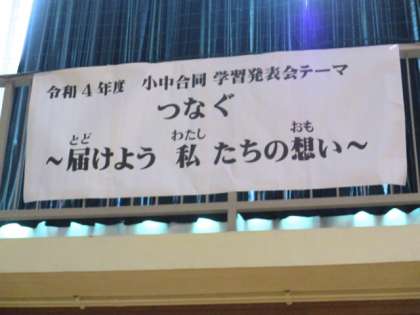 令和4年度 小中合同 学習発表会テーマ
つなぐ
とど わたし おも
～届けよう 私 たちの想い～